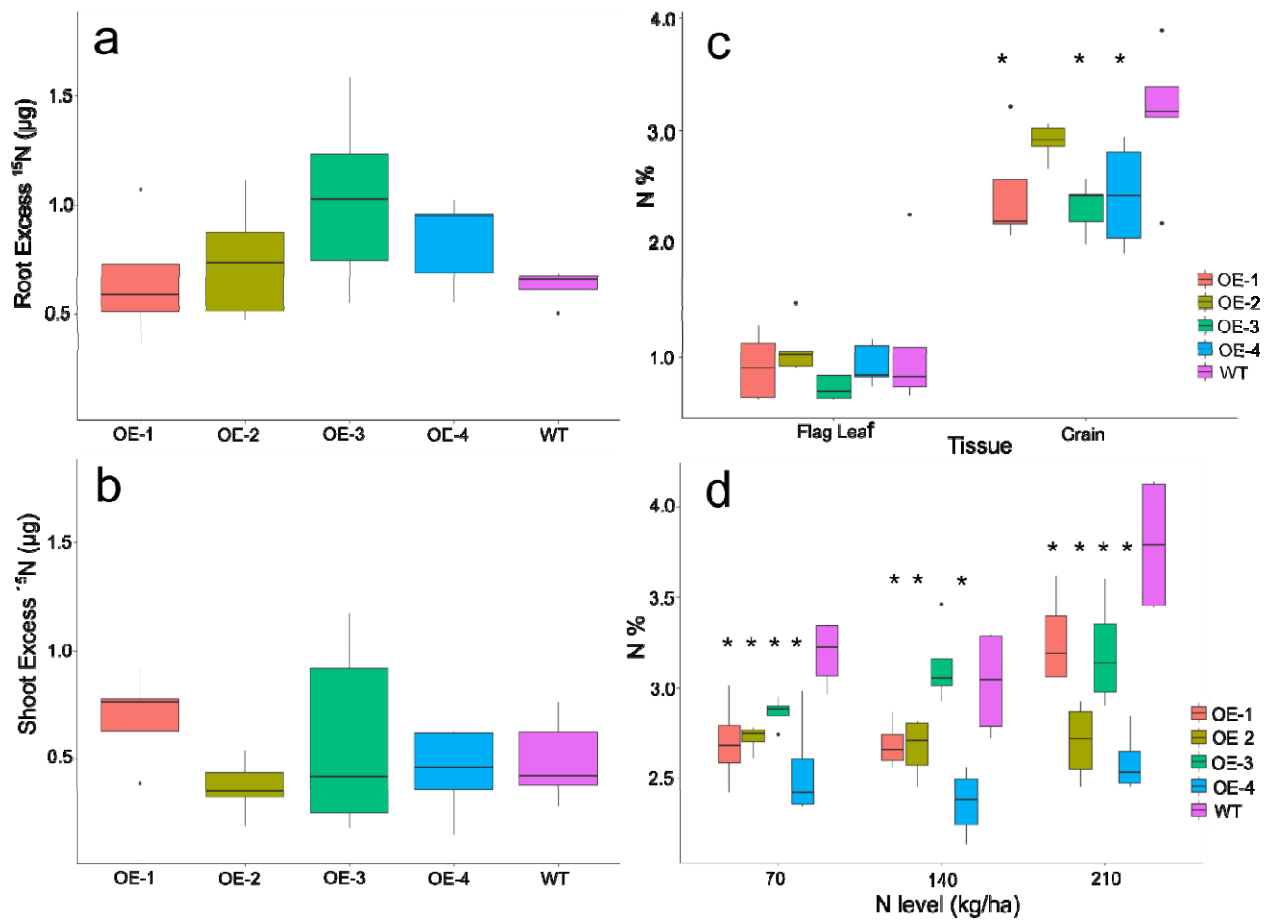 a
1.5
1.0
0.5
Root Excess ¹⁵N (µg)
OE-1 OE-2 OE-3 OE-4 WT
b
1.5
1.0
0.5
Shoot Excess ¹⁵N (µg)
OE-1 OE-2 OE-3 OE-4 WT
c
4.0
3.0
2.0
1.0
N %
* * *
OE-1
OE-2
OE-3
OE-4
WT
Flag Leaf Grain
Tissue
d
4.0
3.5
3.0
2.5
N %
* * * *
* * *
* * * *
OE-1
OE 2
OE-3
OE-4
WT
70 140 210
N level (kg/ha)